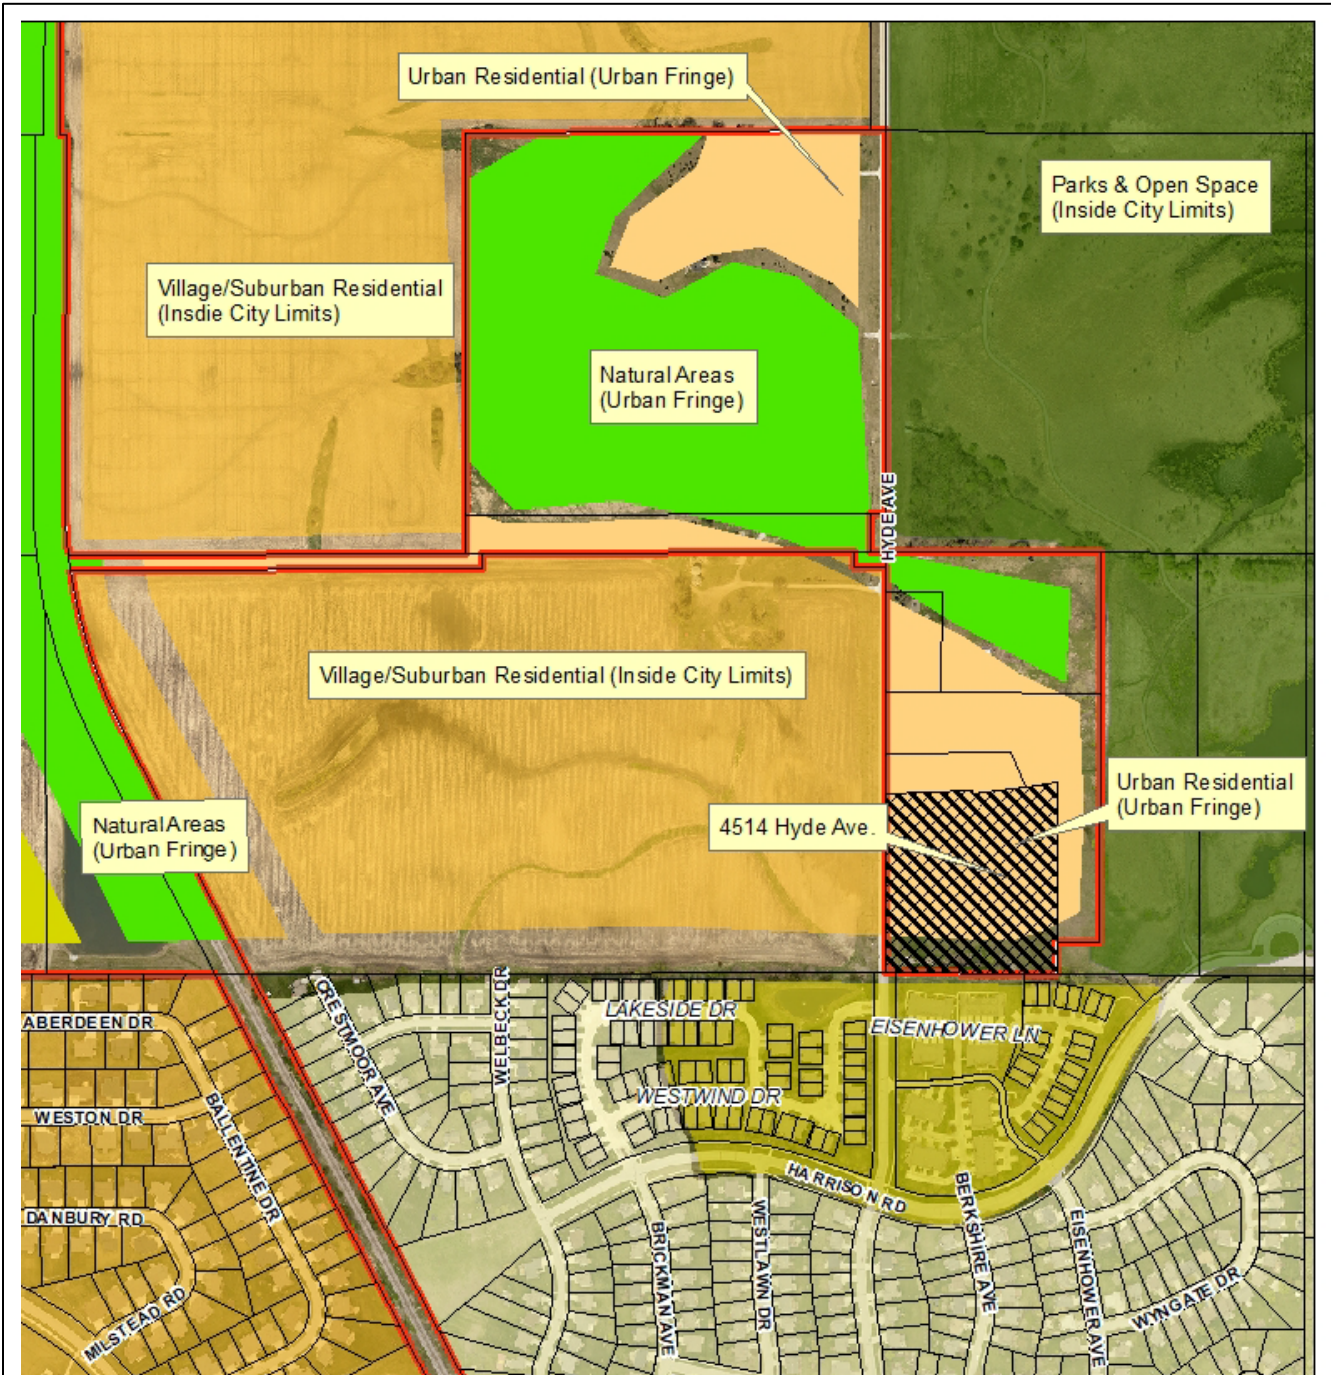 Urban Residential (Urban Fringe)
Parks & Open Space
(Inside City Limits)
Village/Suburban Residential
(Insdie City Limits)
Natural Areas
(Urban Fringe)
HYDE AVE
Village/Suburban Residential (Inside City Limits)
Urban Residential
(Urban Fringe)
4514 Hyde Ave.
Natural Areas
(Urban Fringe)
ABERDEEN DR
CRESTMOOR AVE
WELBECK DR
LAKESIDE DR
EISENHOWER LN
WESTON DR
BALLENTINE DR
WESTWIND DR
HARRISON RD
DANBURY RD
MILSTEAD RD
BRICKMAN AVE
WESTLAWN DR
BERKSHIRE AVE
EISENHOWER AVE
WYNGATE DR